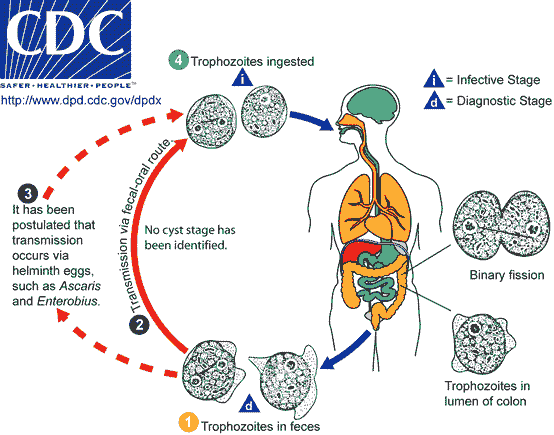 CDC
SAFER • HEALTHIER • PEOPLE™
http://www.dpd.cdc.gov/dpdx
4 Trophozoites ingested
i
i = Infective Stage
d = Diagnostic Stage
3
It has been
postulated that
transmission
occurs via
helminth eggs,
such as Ascaris
and Enterobius.
2 Transmission via fecal-oral route.
No cyst stage has
been identified.
Binary fission
Trophozoites in
lumen of colon
d
1 Trophozoites in feces